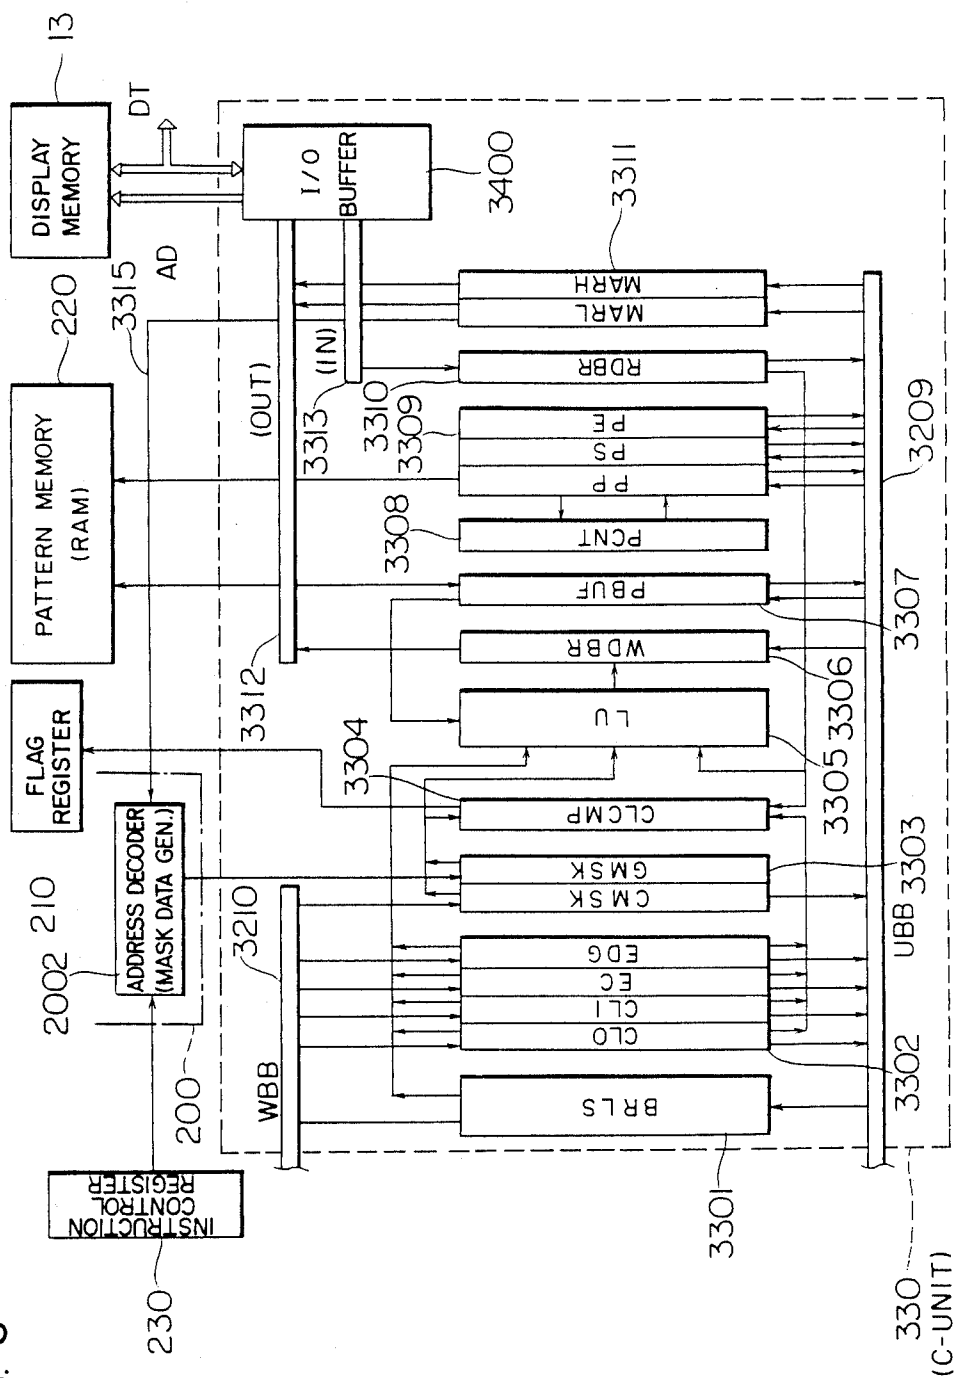 DISPLAY
MEMORY
13
DT
AD
3315
PATTERN MEMORY
(RAM)
220
FLAG
REGISTER
210
ADDRESS DECODER
(MASK DATA GEN.)
2002
200
INSTRUCTION
CONTROL
REGISTER
230
I/O
BUFFER
3400
(OUT)
(IN)
3312
3313
WBB
3210
BRLS
3301
CL0
CL1
EC
EDG
3302
CMSK
GMSK
3303
CLCMP
3304
LU
3305
WDBR
3306
PBUF
3307
PCNT
3308
PP
PS
PE
3309
RDBR
3310
MARL
MARH
3311
UBB
3209
330
(C-UNIT)